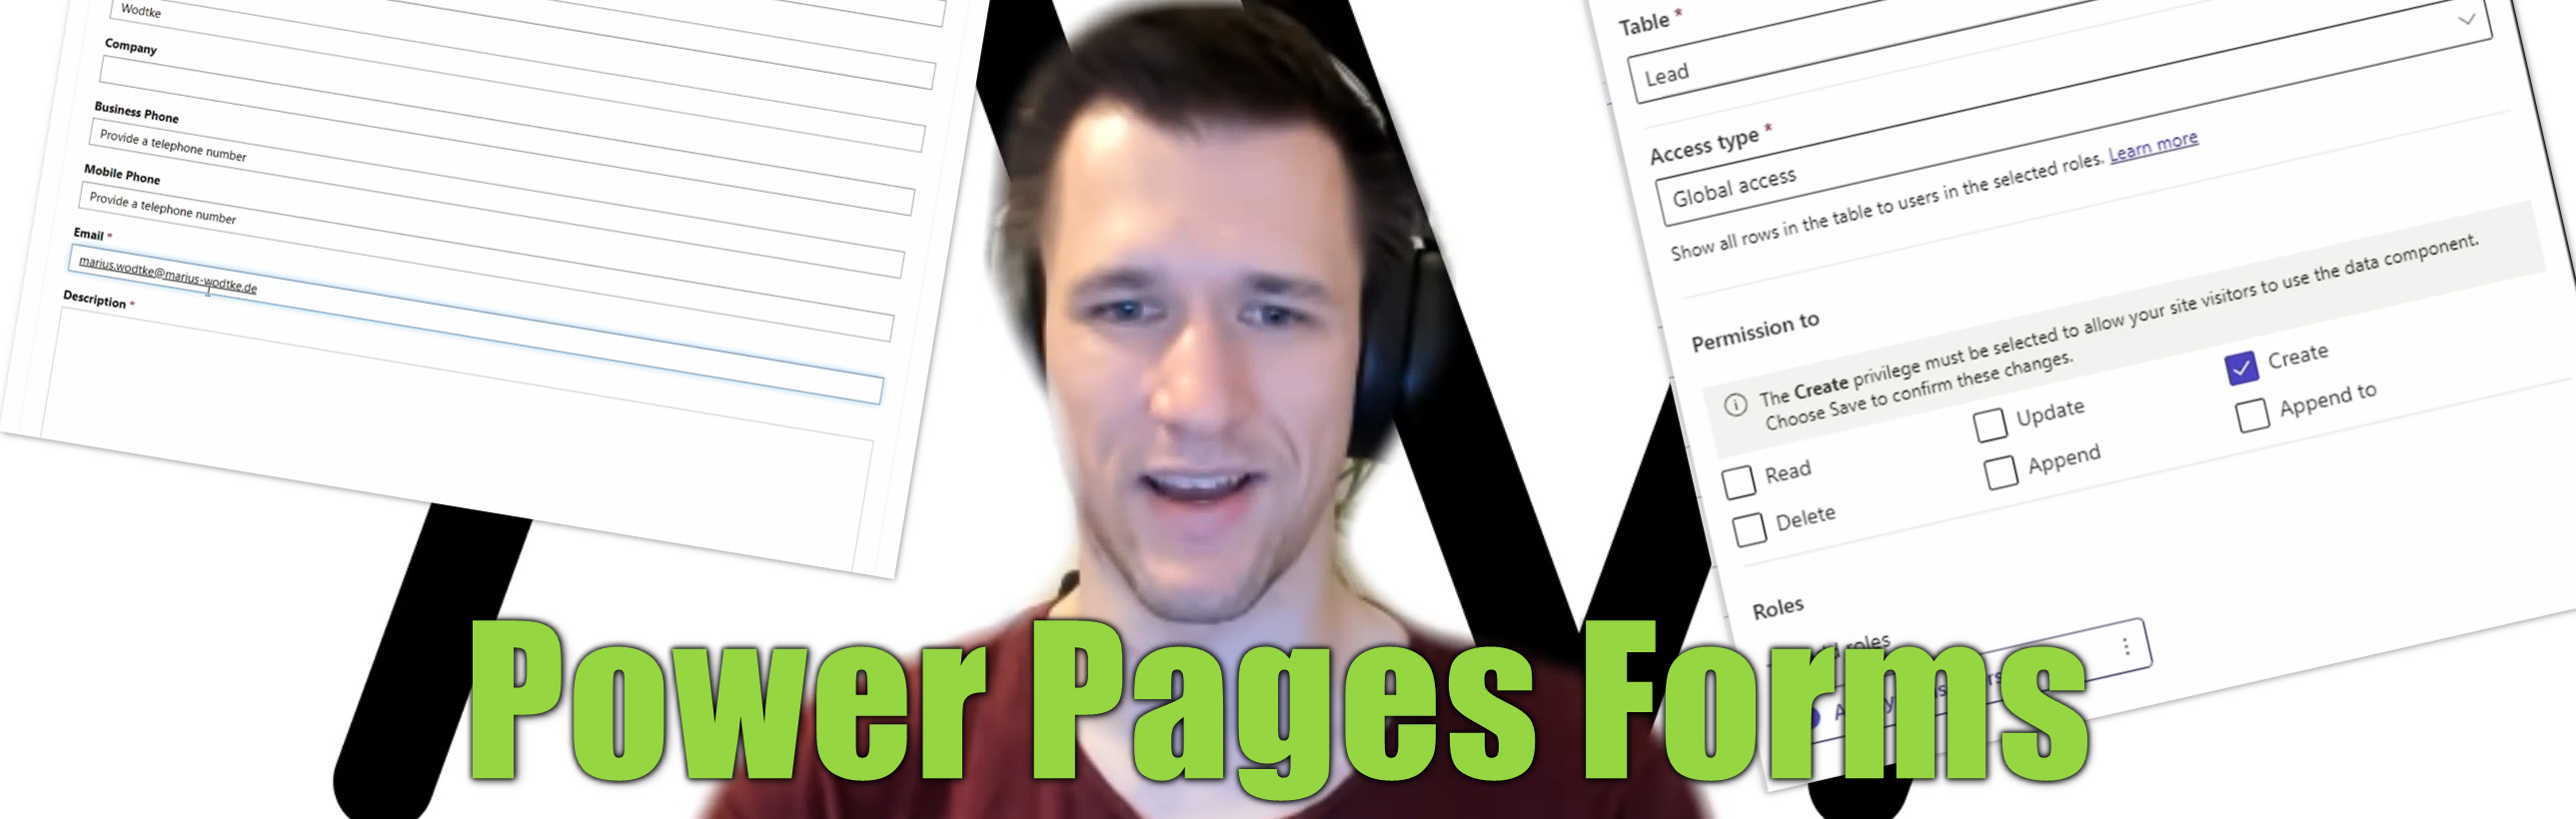 Wodtke
Company
Business Phone
Provide a telephone number
Mobile Phone
Provide a telephone number
Email *
marius.wodtke@marius-wodtke.de
Description *
Table *
Lead
Access type *
Global access
Show all rows in the table to users in the selected roles. Learn more
Permission to
The Create privilege must be selected to allow your site visitors to use the data component.
Choose Save to confirm these changes.
Read
Update
Create
Delete
Append
Append to
Roles
roles
Power Pages Forms